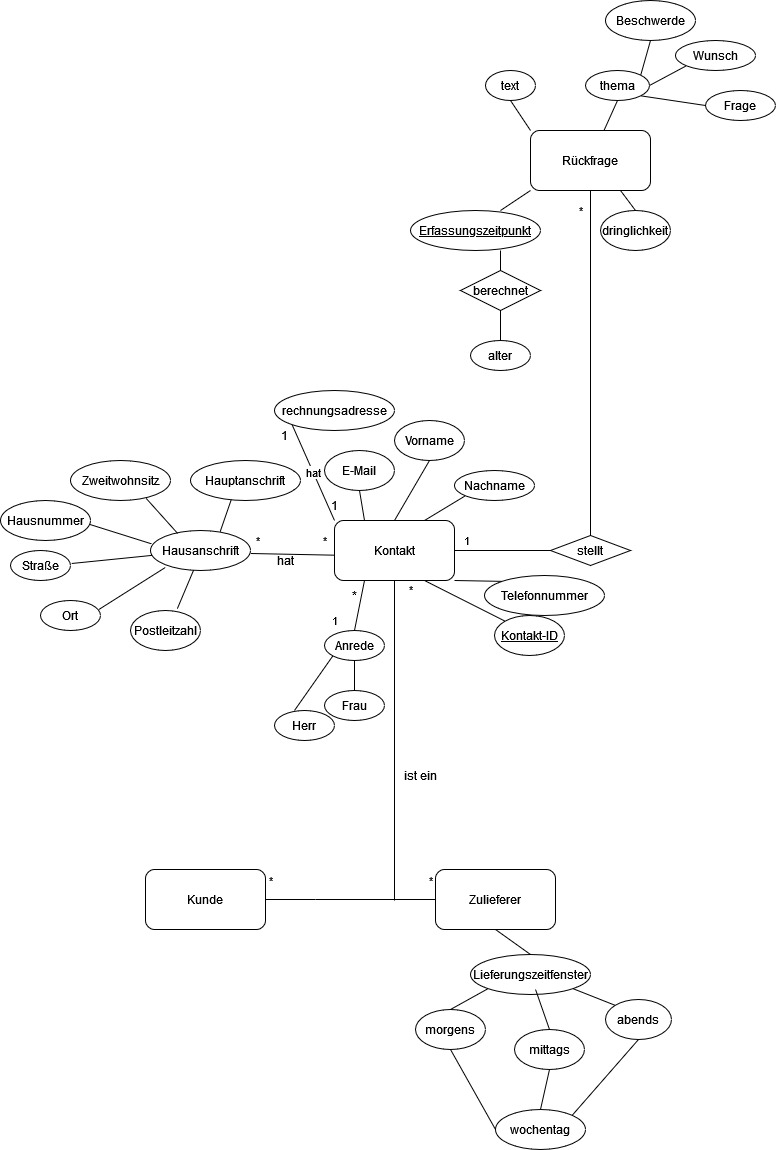 Beschwerde
Wunsch
text
thema
Frage
Rückfrage
*
Erfassungszeitpunkt
dringlichkeit
berechnet
alter
rechnungsadresse
1
Vorname
hat
E-Mail
Zweitwohnsitz
Hauptanschrift
Nachname
1
Hausnummer
*
*
1
Hausanschrift
Kontakt
stellt
hat
Straße
*
*
Telefonnummer
Ort
1
Postleitzahl
Kontakt-ID
Anrede
Frau
Herr
ist ein
*
*
Kunde
Zulieferer
Lieferungszeitfenster
abends
morgens
mittags
wochentag